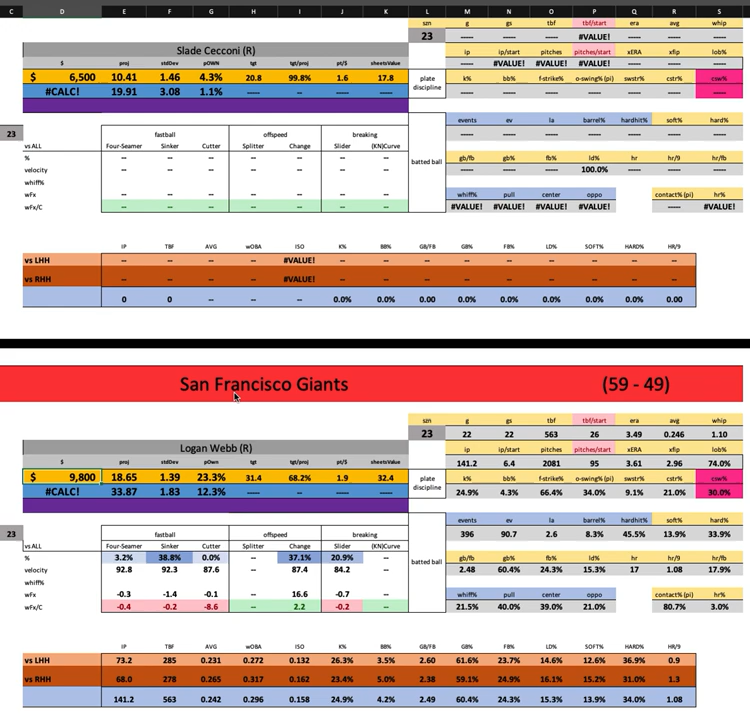 C D E F G H I J K L M N O P Q R S
szn g gs tbf tbf/start era avg whip
23 ----- ----- ----- #VALUE! ----- ----- -----
Slade Cecconi (R) ip ip/start pitches pitches/start xERA xfip lob%
$ proj stdDev pOWN tgt tgt/proj pt/$ sheetsValue ----- #VALUE! #VALUE! #VALUE! ----- ----- -----
$ 6,500 10.41 1.46 4.3% 20.8 99.8% 1.6 17.8 plate discipline k% bb% f-strike% o-swing% (pi) swstr% cstr% csw%
#CALC! 19.91 3.08 1.1% ----- ----- ----- ----- ----- ----- ----- ----- ----- ----- -----
events ev la barrel% hardhit% soft% hard%
23 fastball offspeed breaking ----- ----- ----- ----- ----- ----- -----
vs ALL Four-Seamer Sinker Cutter Splitter Change Slider (KN)Curve
% -- -- -- -- -- -- -- batted ball gb/fb gb% fb% ld% hr hr/9 hr/fb
velocity -- -- -- -- -- -- -- ----- ----- ----- 100.0% ----- ----- -----
whiff%
wFx -- -- -- -- -- -- -- whiff% pull center oppo contact% (pi) hr%
wFx/C -- -- -- -- -- -- -- #VALUE! #VALUE! #VALUE! #VALUE! ----- #VALUE!
IP TBF AVG wOBA ISO K% BB% GB/FB GB% FB% LD% SOFT% HARD% HR/9
vs LHH -- -- -- -- #VALUE! -- -- -- -- -- -- -- -- --
vs RHH -- -- -- -- #VALUE! -- -- -- -- -- -- -- -- --
0 0 -- -- -- 0.0% 0.0% 0.00 0.0% 0.0% 0.0% 0.0% 0.0% 0.00
San Francisco Giants (59 - 49)
szn g gs tbf tbf/start era avg whip
23 22 22 563 26 3.49 0.246 1.10
Logan Webb (R) ip ip/start pitches pitches/start xERA xfip lob%
$ proj stdDev pOwn tgt tgt/proj pt/$ sheetsValue 141.2 6.4 2081 95 3.61 2.96 74.0%
$ 9,800 18.65 1.39 23.3% 31.4 68.2% 1.9 32.4 plate discipline k% bb% f-strike% o-swing% (pi) swstr% cstr% csw%
#CALC! 33.87 1.83 12.3% ----- ----- ----- ----- 24.9% 4.3% 66.4% 34.0% 9.1% 21.0% 30.0%
events ev la barrel% hardhit% soft% hard%
23 fastball offspeed breaking 396 90.7 2.6 8.3% 45.5% 13.9% 33.9%
vs ALL Four-Seamer Sinker Cutter Splitter Change Slider (KN)Curve
% 3.2% 38.8% 0.0% -- 37.1% 20.9% -- batted ball gb/fb gb% fb% ld% hr hr/9 hr/fb
velocity 92.8 92.3 87.6 -- 87.4 84.2 -- 2.48 60.4% 24.3% 15.3% 17 1.08 17.9%
whiff%
wFx -0.3 -1.4 -0.1 16.6 -0.7 -- whiff% pull center oppo contact% (pi) hr%
wFx/C -0.4 -0.2 -8.6 -- 2.2 -0.2 -- 21.5% 40.0% 39.0% 21.0% 80.7% 3.0%
IP TBF AVG wOBA ISO K% BB% GB/FB GB% FB% LD% SOFT% HARD% HR/9
vs LHH 73.2 285 0.231 0.272 0.132 26.3% 3.5% 2.60 61.6% 23.7% 14.6% 12.6% 36.9% 0.9
vs RHH 68.0 278 0.265 0.317 0.162 23.4% 5.0% 2.38 59.1% 24.9% 16.1% 15.2% 31.0% 1.3
141.2 563 0.242 0.296 0.158 24.9% 4.2% 2.49 60.4% 24.3% 15.3% 13.9% 34.0% 1.08